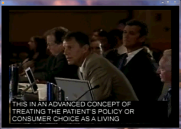 THIS IN AN ADVANCED CONCEPT OF
TREATING THE PATIENT'S POLICY OR
CONSUMER CHOICE AS A LIVING